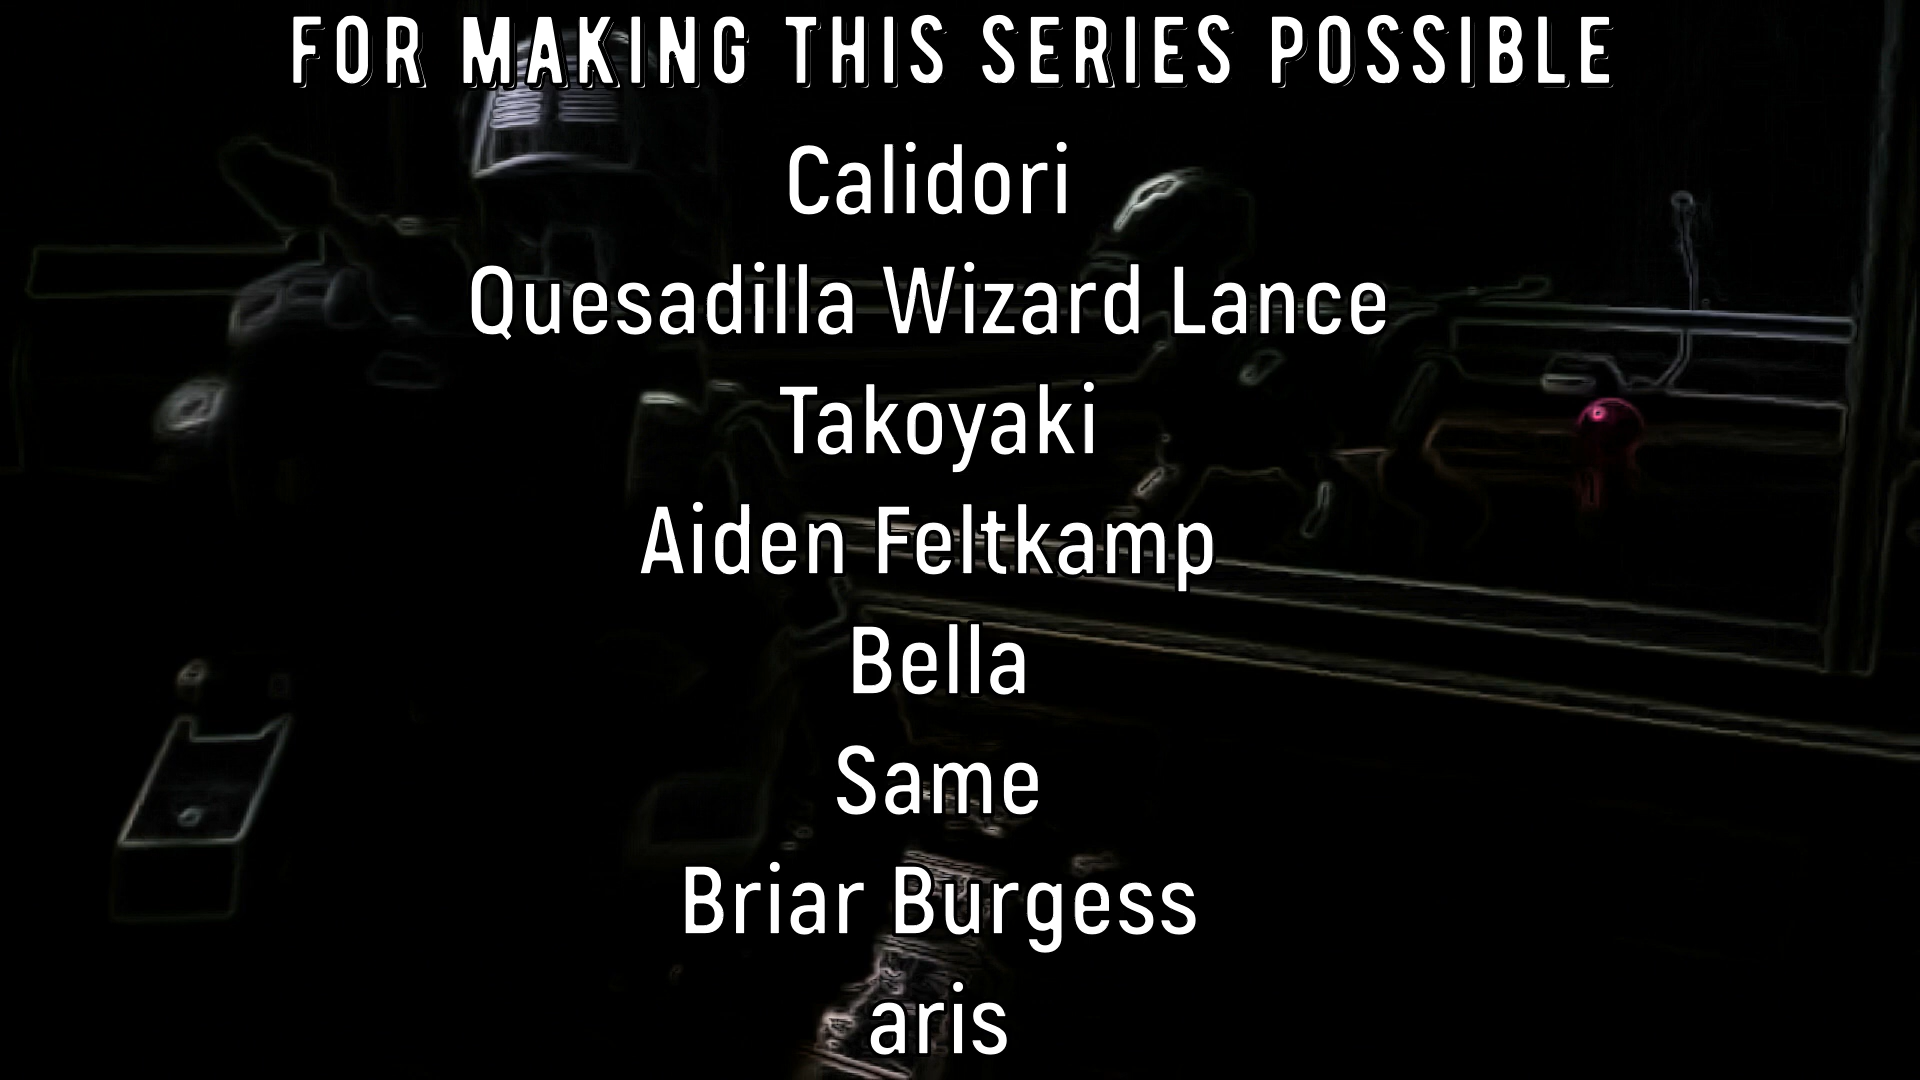 FOR MAKING THIS SERIES POSSIBLE
Calidori
Quesadilla Wizard Lance
Takoyaki
Aiden Feltkamp
Bella
Same
Briar Burgess
aris